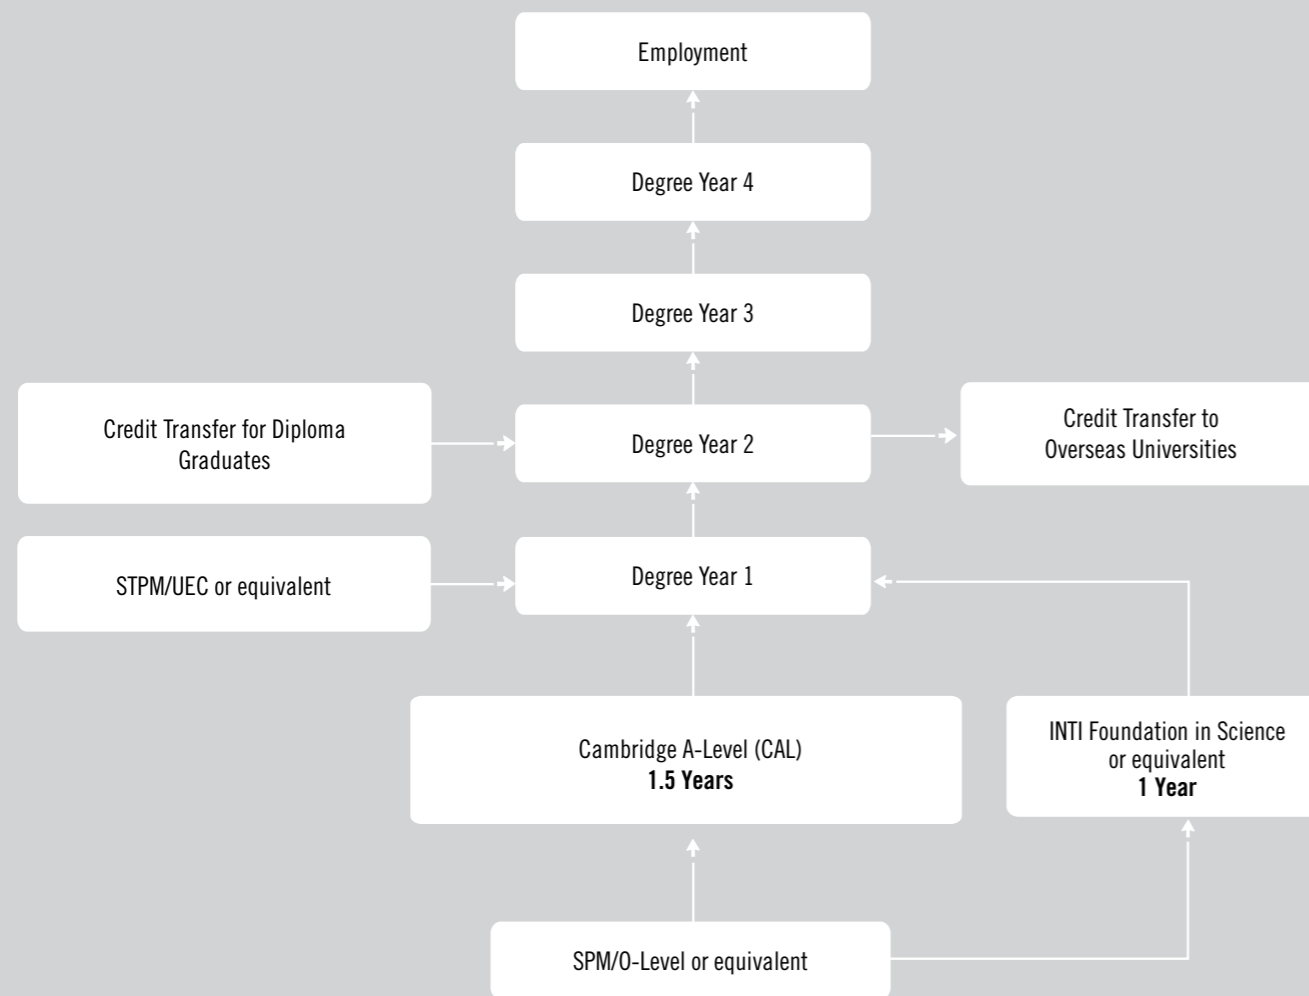 Employment
Degree Year 4
Degree Year 3
Credit Transfer for Diploma
Graduates
Degree Year 2
Credit Transfer to
Overseas Universities
STPM/UEC or equivalent
Degree Year 1
Cambridge A-Level (CAL)
1.5 Years
INTI Foundation in Science
or equivalent
1 Year
SPM/O-Level or equivalent